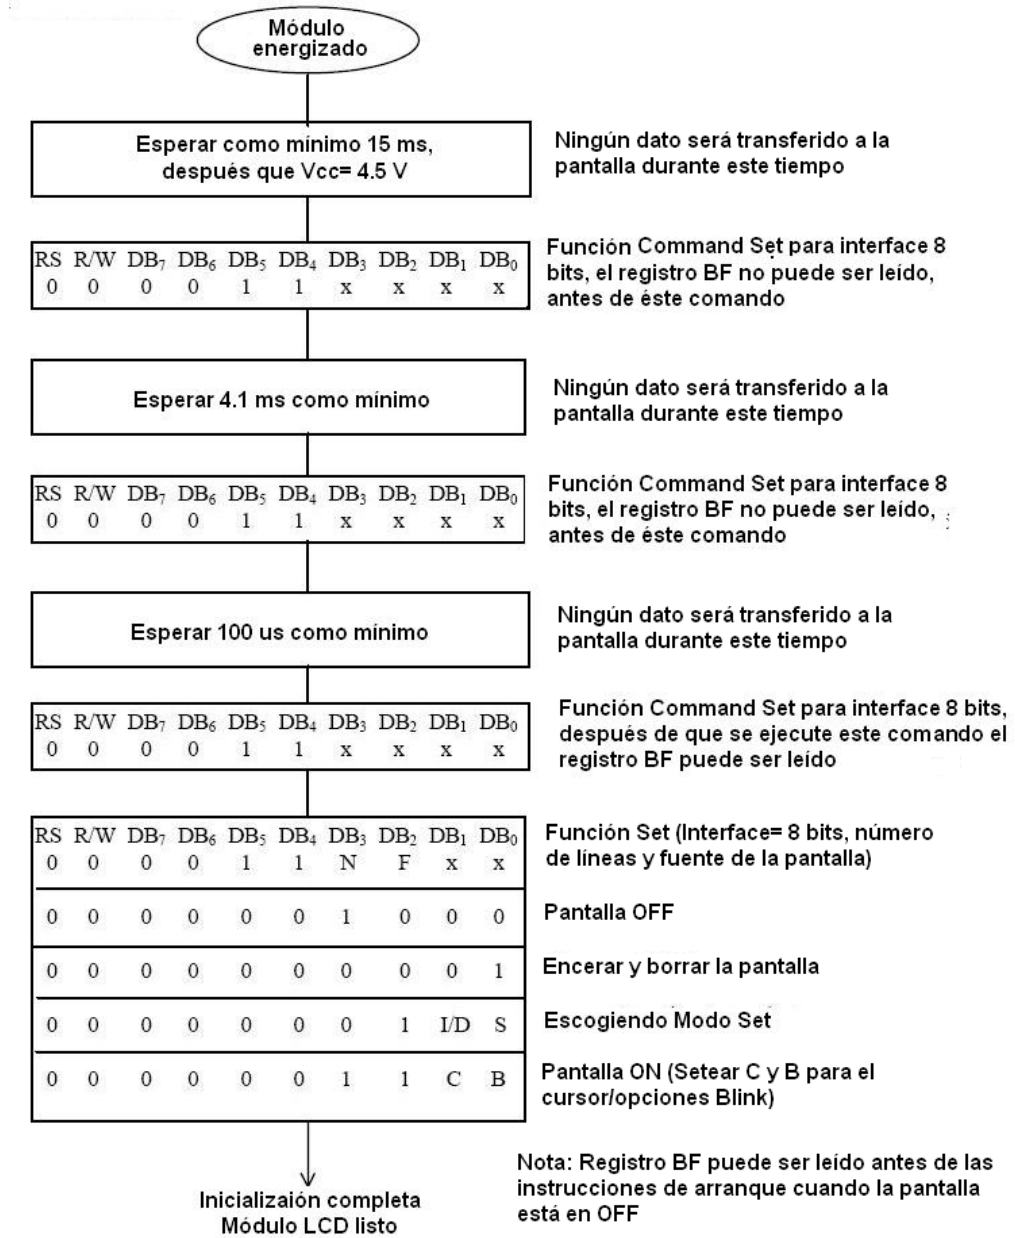 Módulo
energizado
Esperar como mínimo 15 ms,
después que Vcc= 4.5 V
Ningún dato será transferido a la
pantalla durante este tiempo
RS R/W DB₇ DB₆ DB₅ DB₄ DB₃ DB₂ DB₁ DB₀
0 0 0 0 1 1 x x x x
Función Command Set para interface 8
bits, el registro BF no puede ser leído,
antes de éste comando
Esperar 4.1 ms como mínimo
Ningún dato será transferido a la
pantalla durante este tiempo
RS R/W DB₇ DB₆ DB₅ DB₄ DB₃ DB₂ DB₁ DB₀
0 0 0 0 1 1 x x x x
Función Command Set para interface 8
bits, el registro BF no puede ser leído,
antes de éste comando
Esperar 100 us como mínimo
Ningún dato será transferido a la
pantalla durante este tiempo
RS R/W DB₇ DB₆ DB₅ DB₄ DB₃ DB₂ DB₁ DB₀
0 0 0 0 1 1 x x x x
Función Command Set para interface 8 bits,
después de que se ejecute este comando el
registro BF puede ser leído
RS R/W DB₇ DB₆ DB₅ DB₄ DB₃ DB₂ DB₁ DB₀
0 0 0 0 1 1 N F x x
Función Set (Interface= 8 bits, número
de líneas y fuente de la pantalla)
0 0 0 0 0 0 1 0 0 0
Pantalla OFF
0 0 0 0 0 0 0 0 0 1
Encerar y borrar la pantalla
0 0 0 0 0 0 0 1 I/D S
Escogiendo Modo Set
0 0 0 0 0 0 1 1 C B
Pantalla ON (Setear C y B para el
cursor/opciones Blink)
Inicializaión completa
Módulo LCD listo
Nota: Registro BF puede ser leído antes de las
instrucciones de arranque cuando la pantalla
está en OFF